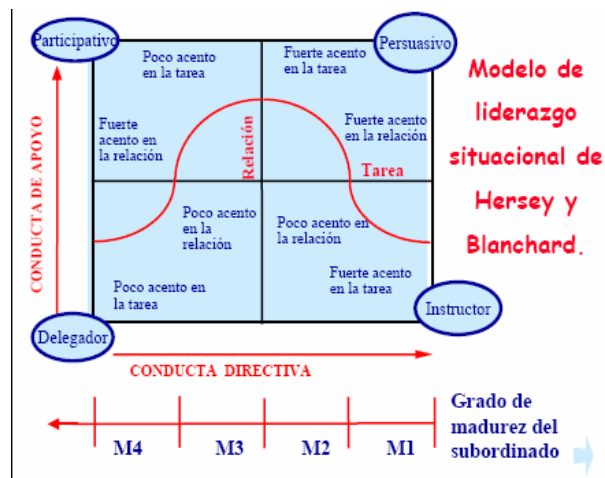 Participativo
Persuasivo
Poco acento
en la tarea
Fuerte acento
en la tarea
Fuerte
acento en
la relación
Fuerte acento
en la relación
Relación
Tarea
Poco acento
en la
relación
Poco acento en
la relación
Poco acento en
la tarea
Fuerte acento
en la tarea
Delegador
Instructor
CONDUCTA DE APOYO
CONDUCTA DIRECTIVA
Modelo de
liderazgo
situacional de
Hersey y
Blanchard.
M4
M3
M2
M1
Grado de
madurez del
subordinado